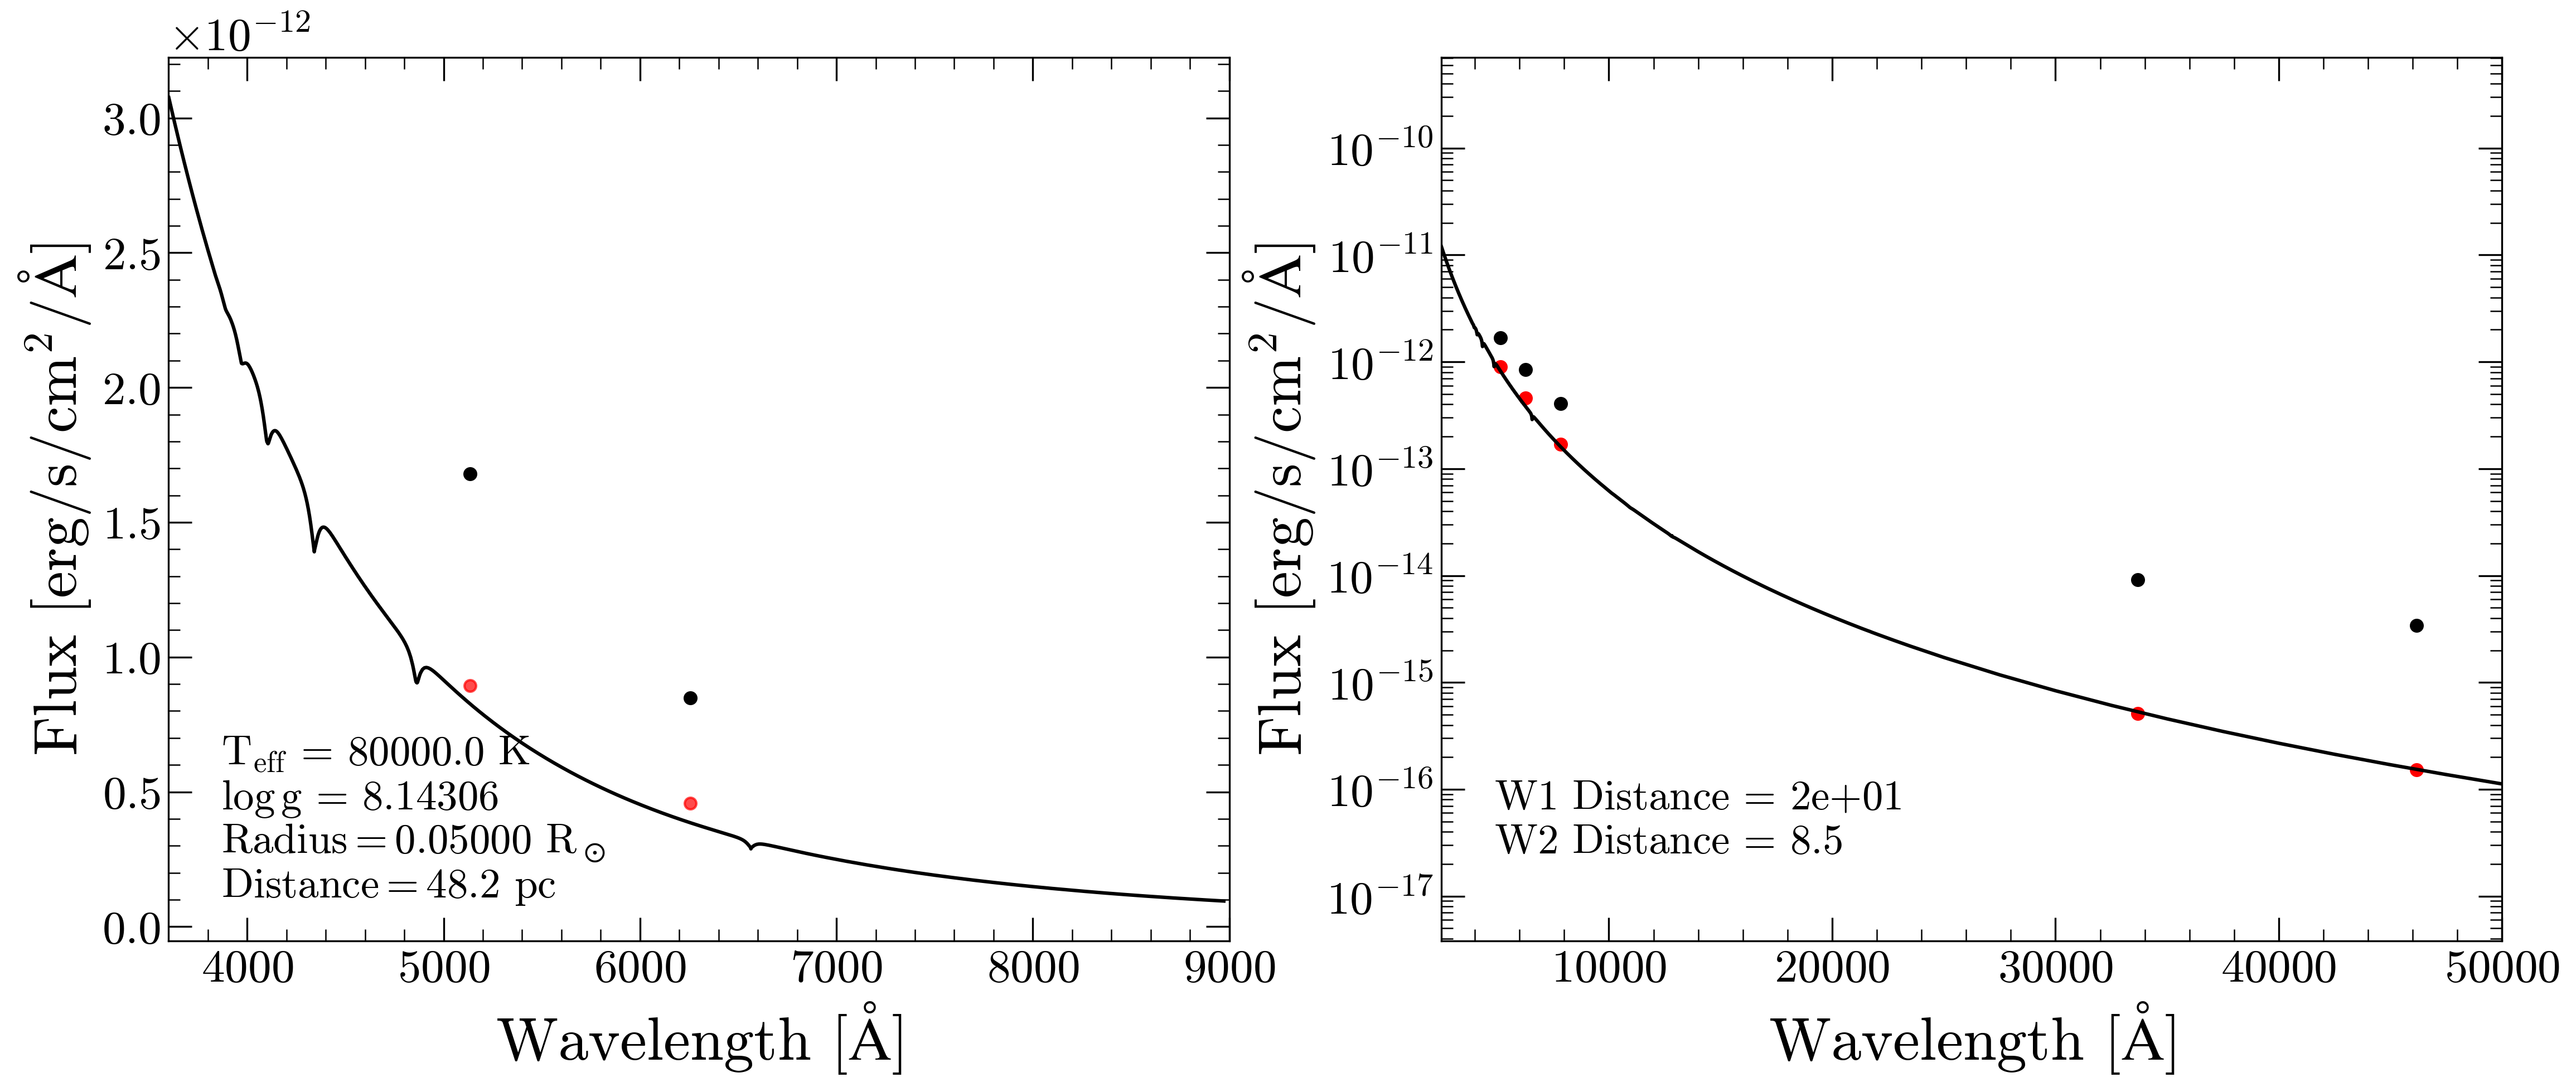 ×10⁻¹²
3.0
2.5
2.0
1.5
1.0
0.5
0.0
4000 5000 6000 7000 8000 9000
Wavelength [Å]
Flux [erg/s/cm²/Å]
T_eff = 80000.0 K
log g = 8.14306
Radius = 0.05000 R_⊙
Distance = 48.2 pc
10⁻¹⁰
10⁻¹¹
10⁻¹²
10⁻¹³
10⁻¹⁴
10⁻¹⁵
10⁻¹⁶
10⁻¹⁷
10000 20000 30000 40000 50000
Wavelength [Å]
Flux [erg/s/cm²/Å]
W1 Distance = 2e+01
W2 Distance = 8.5